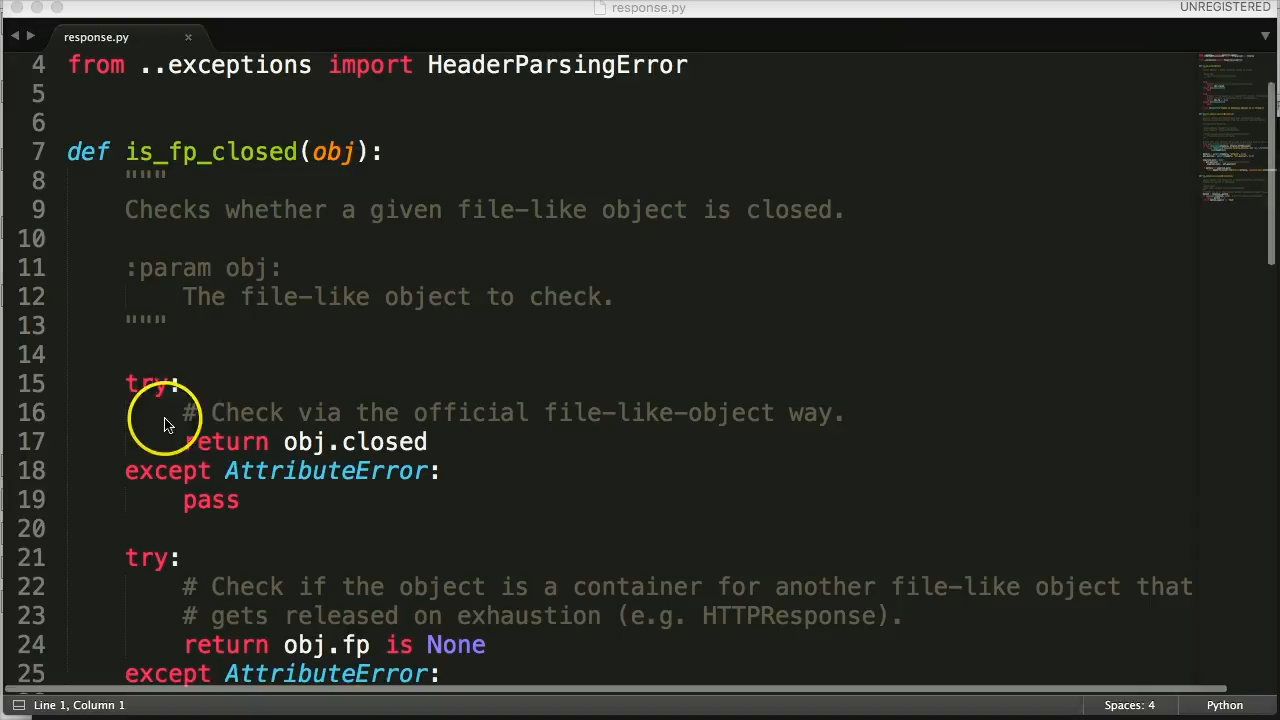 response.py
UNREGISTERED
response.py
4 from ..exceptions import HeaderParsingError
5
6
7 def is_fp_closed(obj):
8 """
9 Checks whether a given file-like object is closed.
10
11 :param obj:
12 The file-like object to check.
13 """
14
15 try:
16 # Check via the official file-like-object way.
17 return obj.closed
18 except AttributeError:
19 pass
20
21 try:
22 # Check if the object is a container for another file-like object that
23 # gets released on exhaustion (e.g. HTTPResponse).
24 return obj.fp is None
25 except AttributeError:
Line 1, Column 1
Spaces: 4
Python